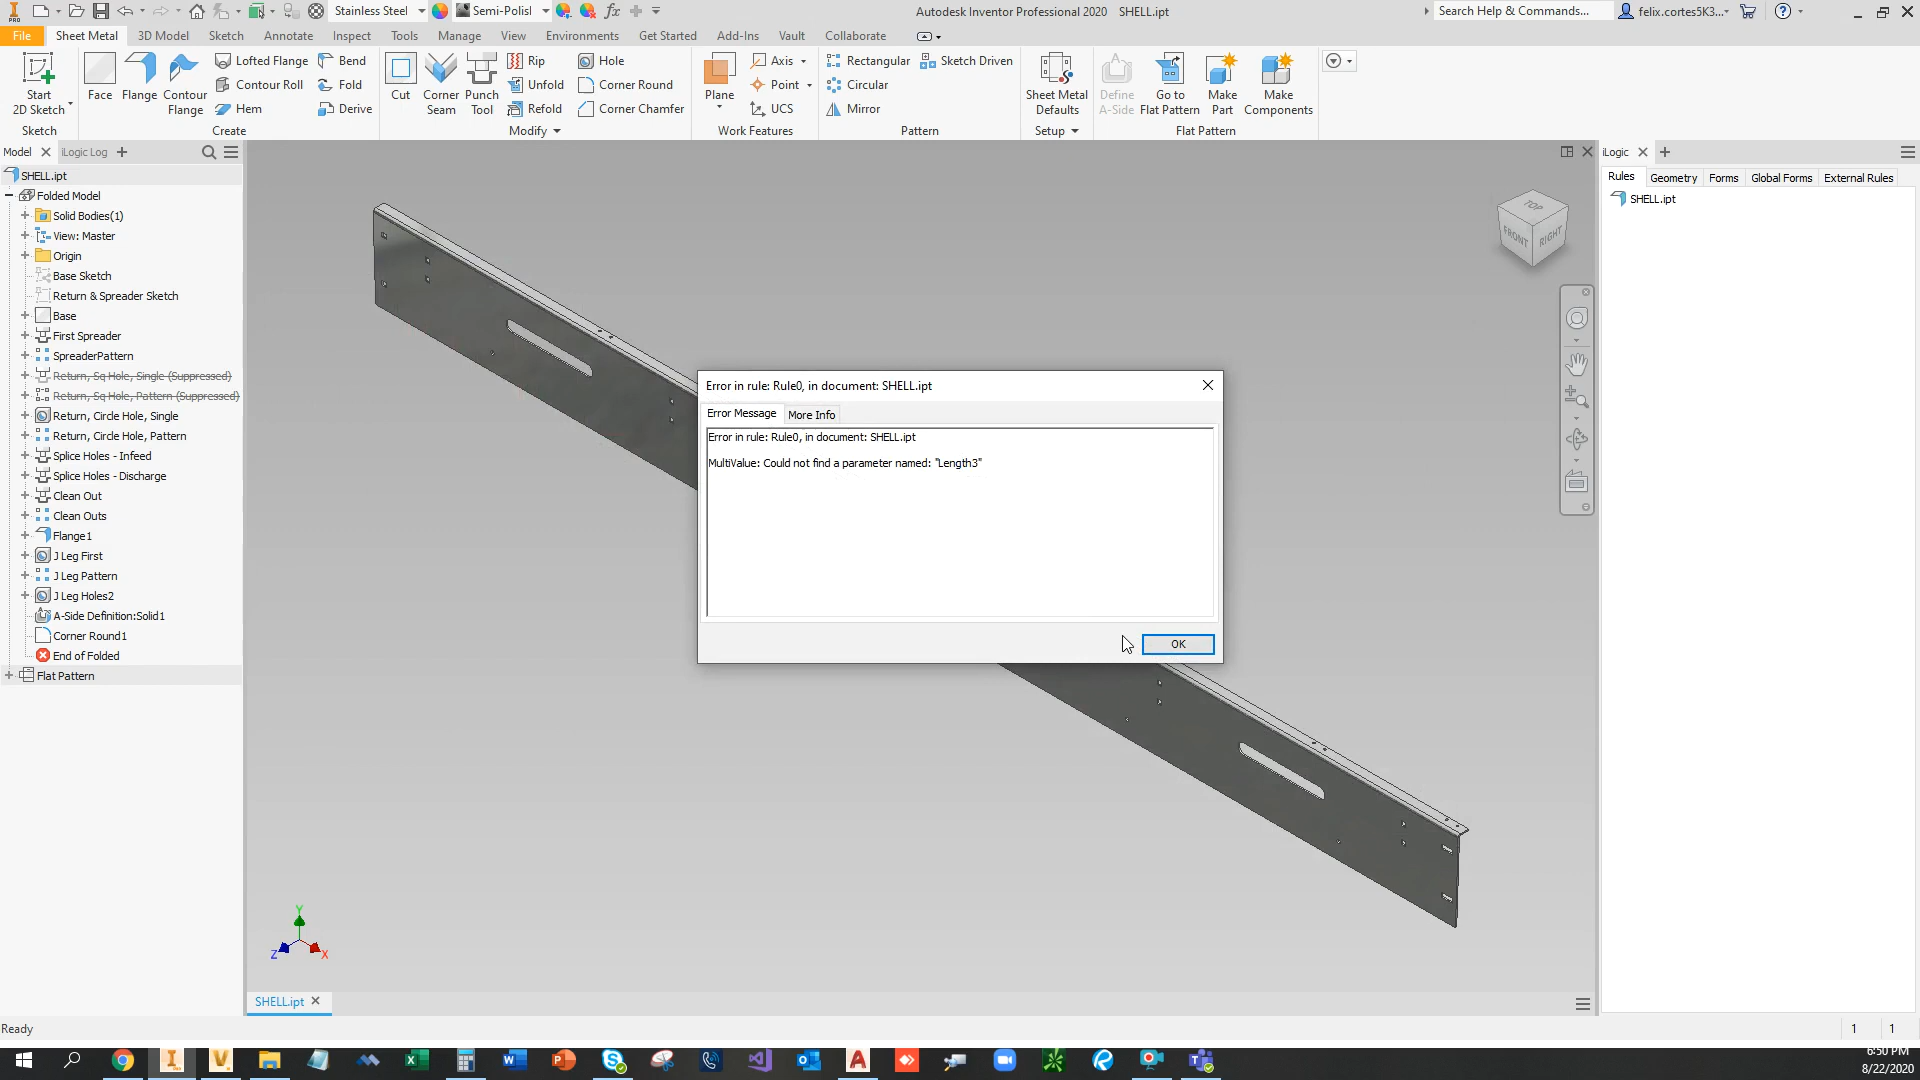 PRO
Stainless Steel
Semi-Polisl
fx
Autodesk Inventor Professional 2020 SHELL.ipt
Search Help & Commands...
felix.cortes5K3...
File Sheet Metal 3D Model Sketch Annotate Inspect Tools Manage View Environments Get Started Add-Ins Vault Collaborate
Start
2D Sketch
Face
Flange
Contour
Flange
Lofted Flange
Contour Roll
Hem
Bend
Fold
Derive
Cut
Corner
Seam
Punch
Tool
Rip
Unfold
Refold
Hole
Corner Round
Corner Chamfer
Plane
Axis
Point
UCS
Rectangular
Circular
Mirror
Sketch Driven
Sheet Metal
Defaults
Define
A-Side
Go to
Flat Pattern
Make
Part
Make
Components
Sketch Create Modify Work Features Pattern Setup Flat Pattern
Model iLogic Log
SHELL.ipt
Folded Model
Solid Bodies(1)
View: Master
Origin
Base Sketch
Return & Spreader Sketch
Base
First Spreader
SpreaderPattern
Return, Sq Hole, Single (Suppressed)
Return, Sq Hole, Pattern (Suppressed)
Return, Circle Hole, Single
Return, Circle Hole, Pattern
Splice Holes - Infeed
Splice Holes - Discharge
Clean Out
Clean Outs
Flange1
J Leg First
J Leg Pattern
J Leg Holes2
A-Side Definition:Solid1
Corner Round1
End of Folded
Flat Pattern
TOP
FRONT
RIGHT
Error in rule: Rule0, in document: SHELL.ipt
Error Message More Info
Error in rule: Rule0, in document: SHELL.ipt
MultiValue: Could not find a parameter named: "Length3"
OK
Y
Z
X
SHELL.ipt
iLogic
Rules Geometry Forms Global Forms External Rules
SHELL.ipt
Ready
1 1
6:50 PM
8/22/2020